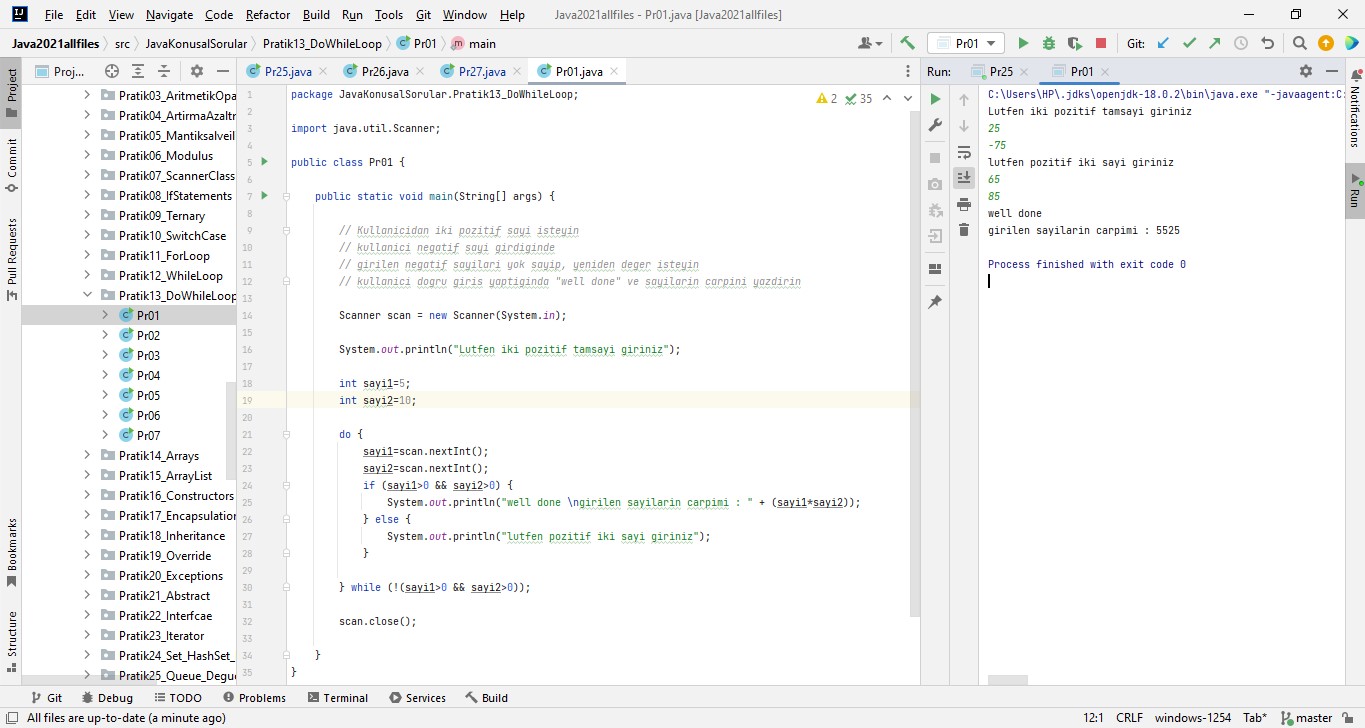 File Edit View Navigate Code Refactor Build Run Tools Git Window Help Java2021allfiles - Pr01.java [Java2021allfiles]
Java2021allfiles src JavaKonusalSorular Pratik13_DoWhileLoop Pr01 main Pr01 Git:
Project
Commit
Pull Requests
Bookmarks
Structure
Proj...
Pratik03_AritmetikOpa
Pratik04_ArtirmaAzaltr
Pratik05_Mantiksalveil
Pratik06_Modulus
Pratik07_ScannerClass
Pratik08_IfStatements
Pratik09_Ternary
Pratik10_SwitchCase
Pratik11_ForLoop
Pratik12_WhileLoop
Pratik13_DoWhileLoop
Pr01
Pr02
Pr03
Pr04
Pr05
Pr06
Pr07
Pratik14_Arrays
Pratik15_ArrayList
Pratik16_Constructors
Pratik17_Encapsulation
Pratik18_Inheritance
Pratik19_Override
Pratik20_Exceptions
Pratik21_Abstract
Pratik22_Interfcae
Pratik23_Iterator
Pratik24_Set_HashSet_
Pratik25_Queue_Degue
Pr25.java Pr26.java Pr27.java Pr01.java
2 35
1 package JavaKonusalSorular.Pratik13_DoWhileLoop;
2
3 import java.util.Scanner;
4
5 public class Pr01 {
6
7 public static void main(String[] args) {
8
9 // Kullanicidan iki pozitif sayi isteyin
10 // kullanici negatif sayi girdiginde
11 // girilen negatif sayilari yok sayip, yeniden deger isteyin
12 // kullanici dogru giris yaptiginda "well done" ve sayilarin carpini yazdirin
13
14 Scanner scan = new Scanner(System.in);
15
16 System.out.println("Lutfen iki pozitif tamsayi giriniz");
17
18 int sayi1=5;
19 int sayi2=10;
20
21 do {
22 sayi1=scan.nextInt();
23 sayi2=scan.nextInt();
24 if (sayi1>0 && sayi2>0) {
25 System.out.println("well done \ngirilen sayilarin carpimi : " + (sayi1*sayi2));
26 } else {
27 System.out.println("lutfen pozitif iki sayi giriniz");
28 }
29
30 } while (!(sayi1>0 && sayi2>0));
31
32 scan.close();
33
34 }
35 }
Run: Pr25 Pr01
C:\Users\HP\.jdks\openjdk-18.0.2\bin\java.exe "-javaagent:C:
Lutfen iki pozitif tamsayi giriniz
25
-75
lutfen pozitif iki sayi giriniz
65
85
well done
girilen sayilarin carpimi : 5525
Process finished with exit code 0
Notifications
Run
Git Debug TODO Problems Terminal Services Build
All files are up-to-date (a minute ago) 12:1 CRLF windows-1254 Tab* master